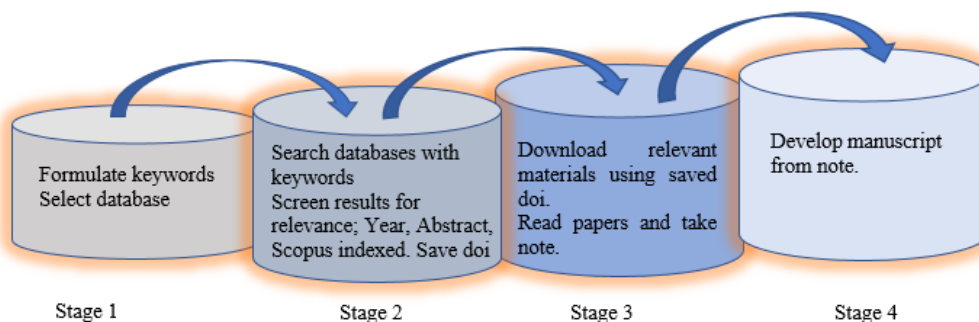 Formulate keywords
Select database
Search databases with
keywords
Screen results for
relevance; Year, Abstract,
Scopus indexed. Save doi
Download relevant
materials using saved
doi.
Read papers and take
note.
Develop manuscript
from note.
Stage 1
Stage 2
Stage 3
Stage 4